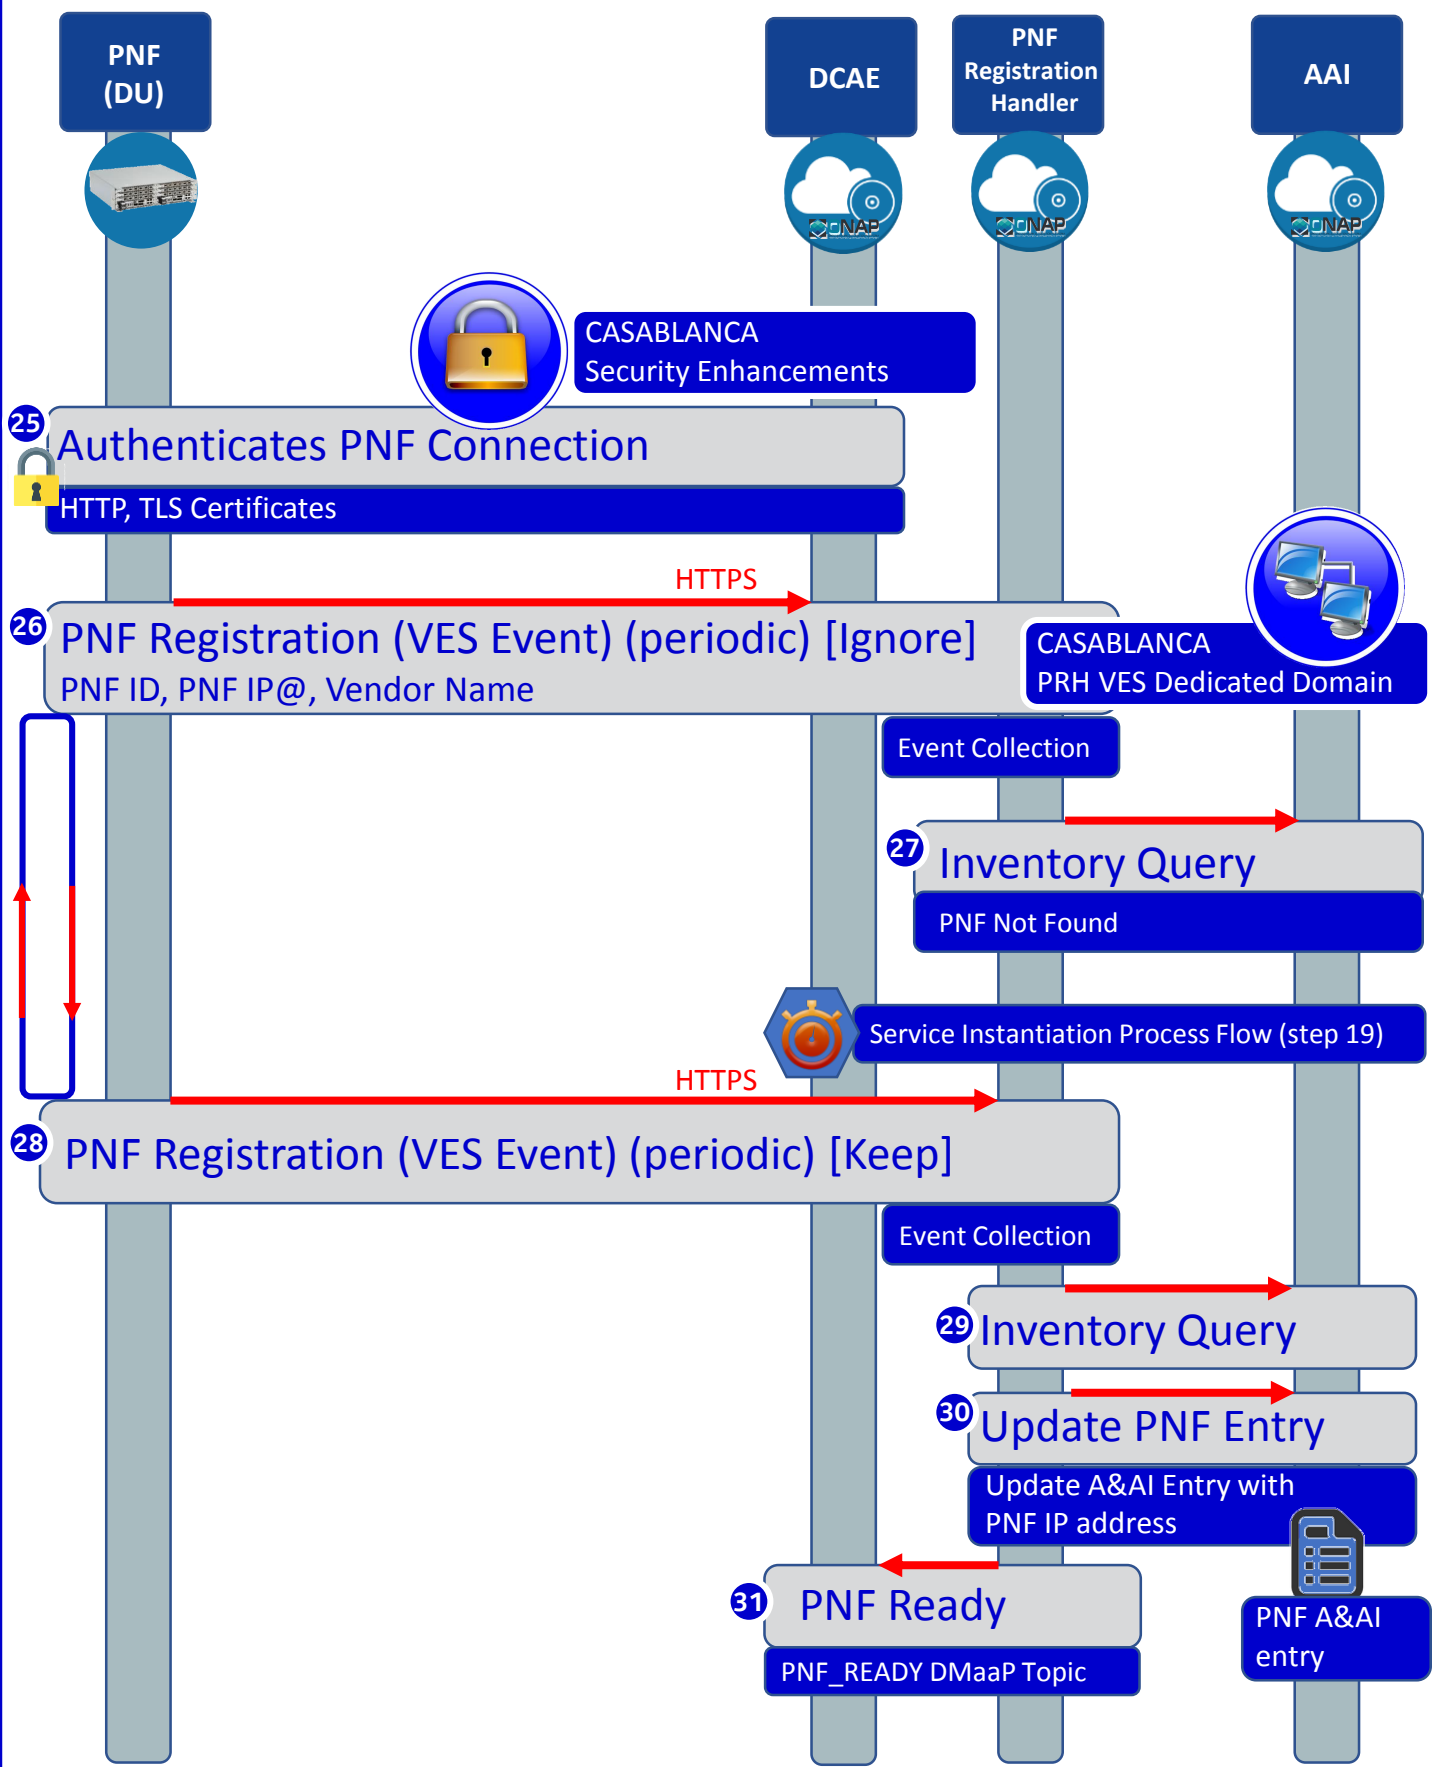 PNF
(DU)
DCAE
PNF
Registration
Handler
AAI
ONAP
ONAP
ONAP
CASABLANCA
Security Enhancements
25
Authenticates PNF Connection
HTTP, TLS Certificates
HTTPS
26
PNF Registration (VES Event) (periodic) [Ignore]
PNF ID, PNF IP@, Vendor Name
CASABLANCA
PRH VES Dedicated Domain
Event Collection
27
Inventory Query
PNF Not Found
Service Instantiation Process Flow (step 19)
HTTPS
28
PNF Registration (VES Event) (periodic) [Keep]
Event Collection
29
Inventory Query
30
Update PNF Entry
Update A&AI Entry with
PNF IP address
31
PNF Ready
PNF_READY DMaaP Topic
PNF A&AI
entry